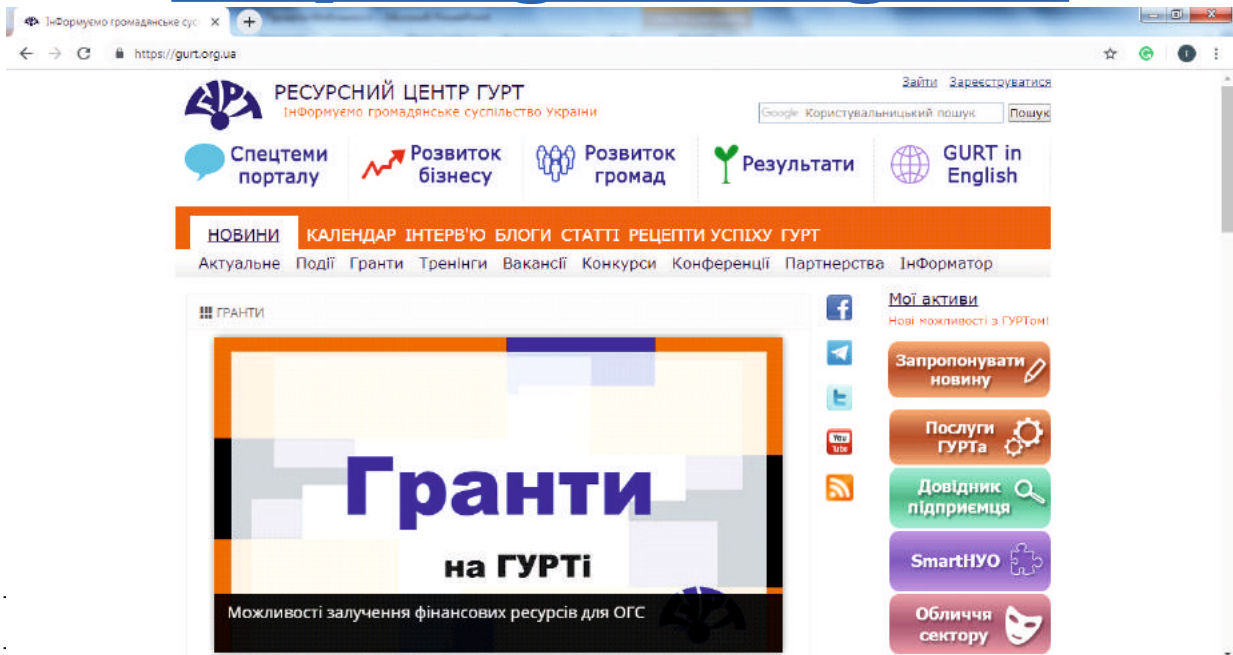 ІнФормуємо громадянське сус
https://gurt.org.ua
РЕСУРСНИЙ ЦЕНТР ГУРТ
ІнФормуємо громадянське суспільство України
Зайти Зареєструватися
Google Користувальницький пошук
Пошук
Спецтеми
порталу
Розвиток
бізнесу
Розвиток
громад
Результати
GURT in
English
НОВИНИ КАЛЕНДАР ІНТЕРВ'Ю БЛОГИ СТАТТІ РЕЦЕПТИ УСПІХУ ГУРТ
Актуальне Події Гранти Тренінги Вакансії Конкурси Конференції Партнерства ІнФорматор
ГРАНТИ
Гранти
на ГУРТі
Можливості залучення фінансових ресурсів для ОГС
You
Tube
Мої активи
Нові можливості з ГУРТом!
Запропонувати
новину
Послуги
ГУРТа
Довідник
підприємця
SmartНУО
Обличчя
сектору